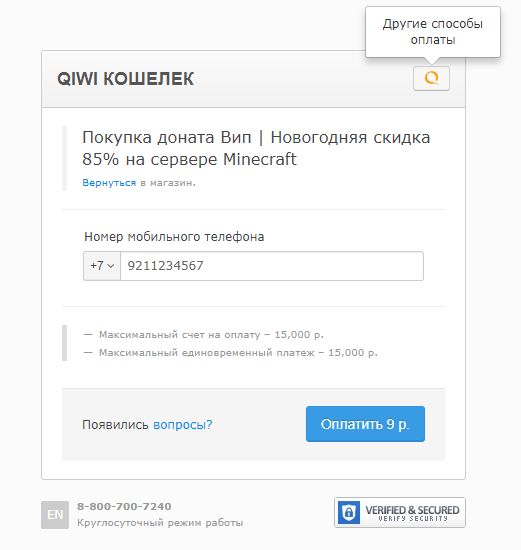 Другие способы
оплаты
QIWI КОШЕЛЕК
Покупка доната Вип | Новогодняя скидка
85% на сервере Minecraft
Вернуться в магазин.
Номер мобильного телефона
+7 9211234567
— Максимальный счет на оплату – 15,000 р.
— Максимальный единовременный платеж – 15,000 р.
Появились вопросы? Оплатить 9 р.
EN 8-800-700-7240
Круглосуточный режим работы
VERIFIED & SECURED
VERIFY SECURITY